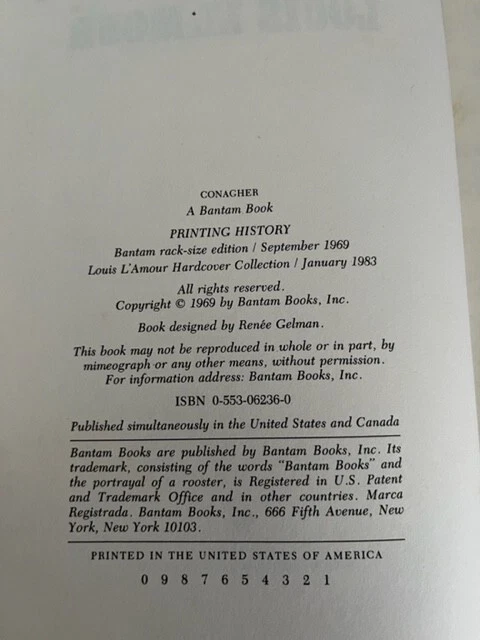 CONAGHER
A Bantam Book
PRINTING HISTORY
Bantam rack-size edition / September 1969
Louis L'Amour Hardcover Collection / January 1983
All rights reserved.
Copyright © 1969 by Bantam Books, Inc.
Book designed by Renée Gelman.
This book may not be reproduced in whole or in part, by
mimeograph or any other means, without permission.
For information address: Bantam Books, Inc.
ISBN 0-553-06236-0
Published simultaneously in the United States and Canada
Bantam Books are published by Bantam Books, Inc. Its
trademark, consisting of the words "Bantam Books" and
the portrayal of a rooster, is Registered in U.S. Patent
and Trademark Office and in other countries. Marca
Registrada. Bantam Books, Inc., 666 Fifth Avenue, New
York, New York 10103.
PRINTED IN THE UNITED STATES OF AMERICA
0 9 8 7 6 5 4 3 2 1